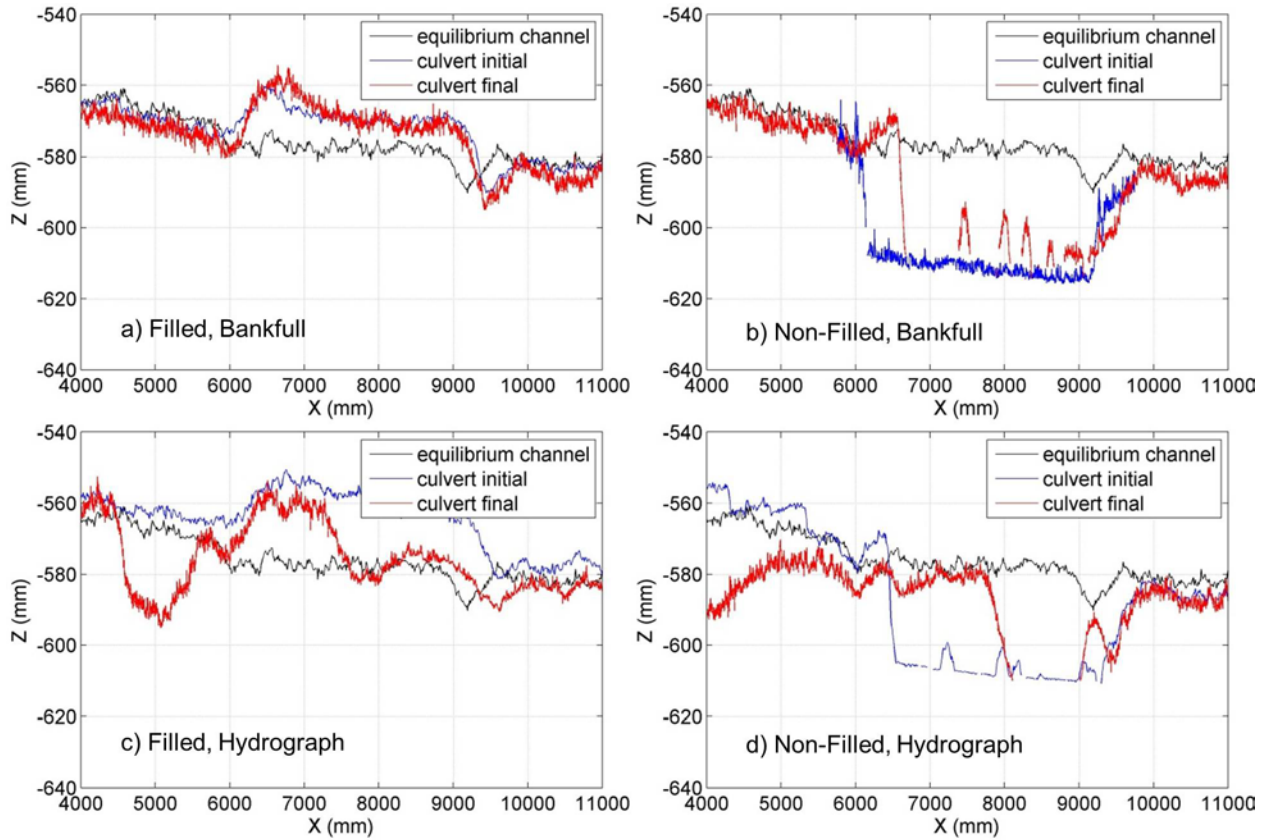 -540
-560
-580
-600
-620
-640
Z (mm)
4000 5000 6000 7000 8000 9000 10000 11000
X (mm)
equilibrium channel
culvert initial
culvert final
a) Filled, Bankfull
-540
-560
-580
-600
-620
-640
Z (mm)
4000 5000 6000 7000 8000 9000 10000 11000
X (mm)
equilibrium channel
culvert initial
culvert final
b) Non-Filled, Bankfull
-540
-560
-580
-600
-620
-640
Z (mm)
4000 5000 6000 7000 8000 9000 10000 11000
X (mm)
equilibrium channel
culvert initial
culvert final
c) Filled, Hydrograph
-540
-560
-580
-600
-620
-640
Z (mm)
4000 5000 6000 7000 8000 9000 10000 11000
X (mm)
equilibrium channel
culvert initial
culvert final
d) Non-Filled, Hydrograph